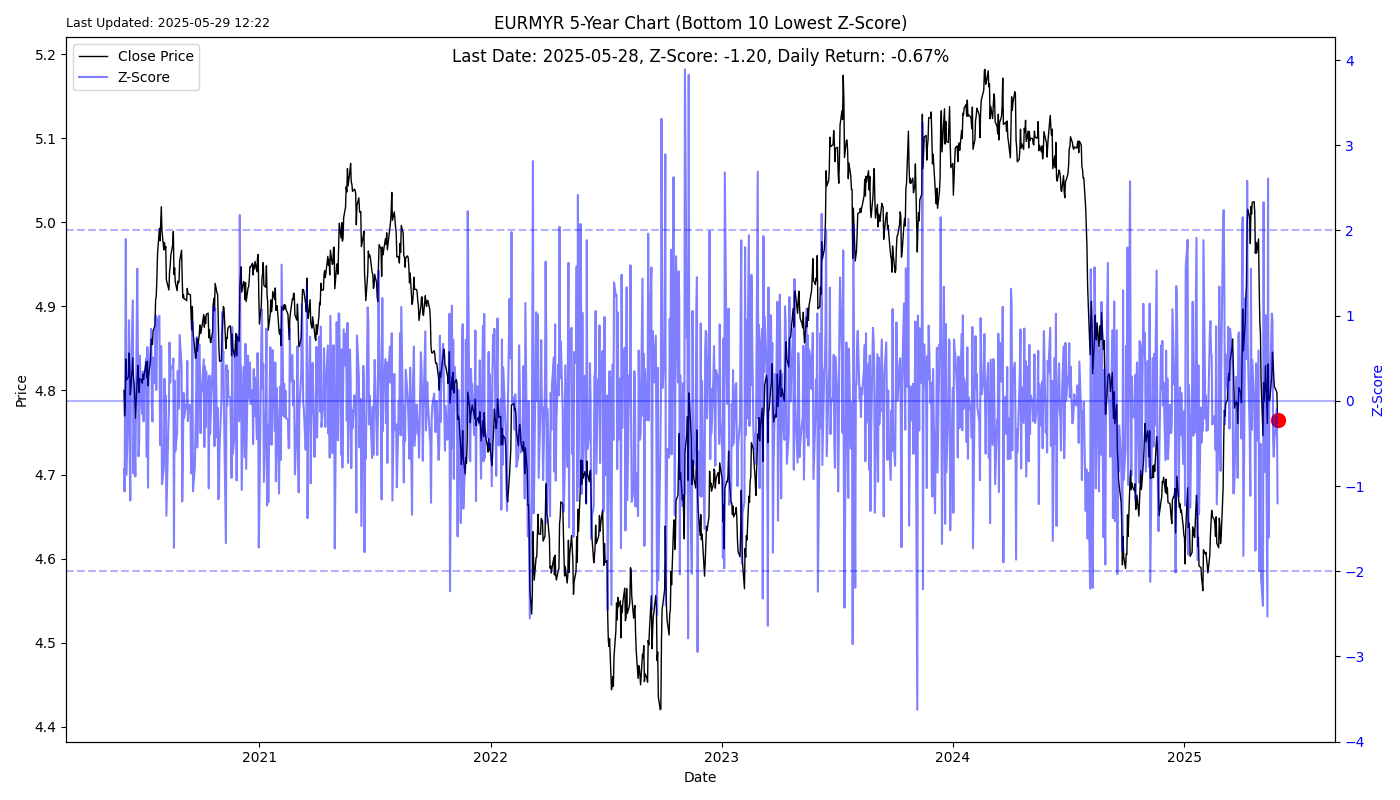 Last Updated: 2025-05-29 12:22
EURMYR 5-Year Chart (Bottom 10 Lowest Z-Score)
Last Date: 2025-05-28, Z-Score: -1.20, Daily Return: -0.67%
Close Price
Z-Score
Price
5.2
5.1
5.0
4.9
4.8
4.7
4.6
4.5
4.4
Z-Score
4
3
2
1
0
−1
−2
−3
−4
2021
2022
2023
2024
2025
Date